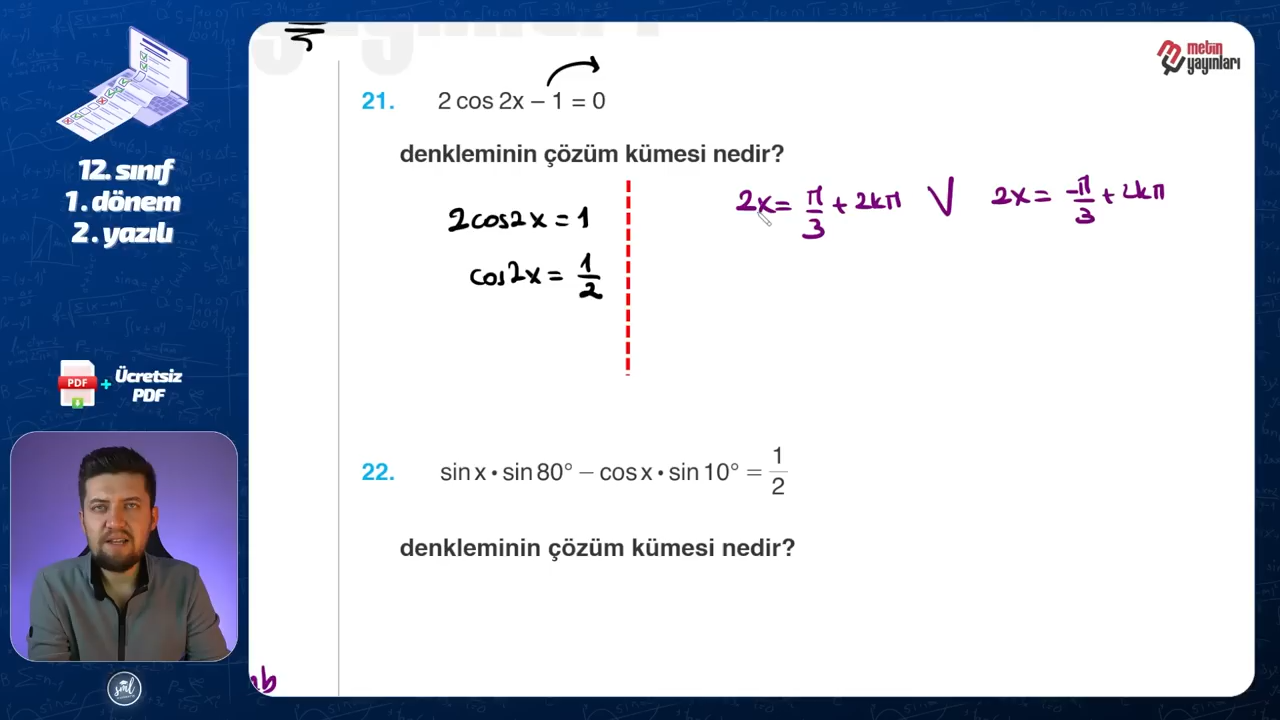 12. sınıf
1. dönem
2. yazılı
PDF + Ücretsiz PDF
sml
metin yayınları
21. 2 cos 2x − 1 = 0
denkleminin çözüm kümesi nedir?
2cos2x = 1
cos2x = 1/2
2x = π/3 + 2kπ V 2x = -π/3 + 2kπ
22. sin x • sin 80° − cos x • sin 10° = 1/2
denkleminin çözüm kümesi nedir?